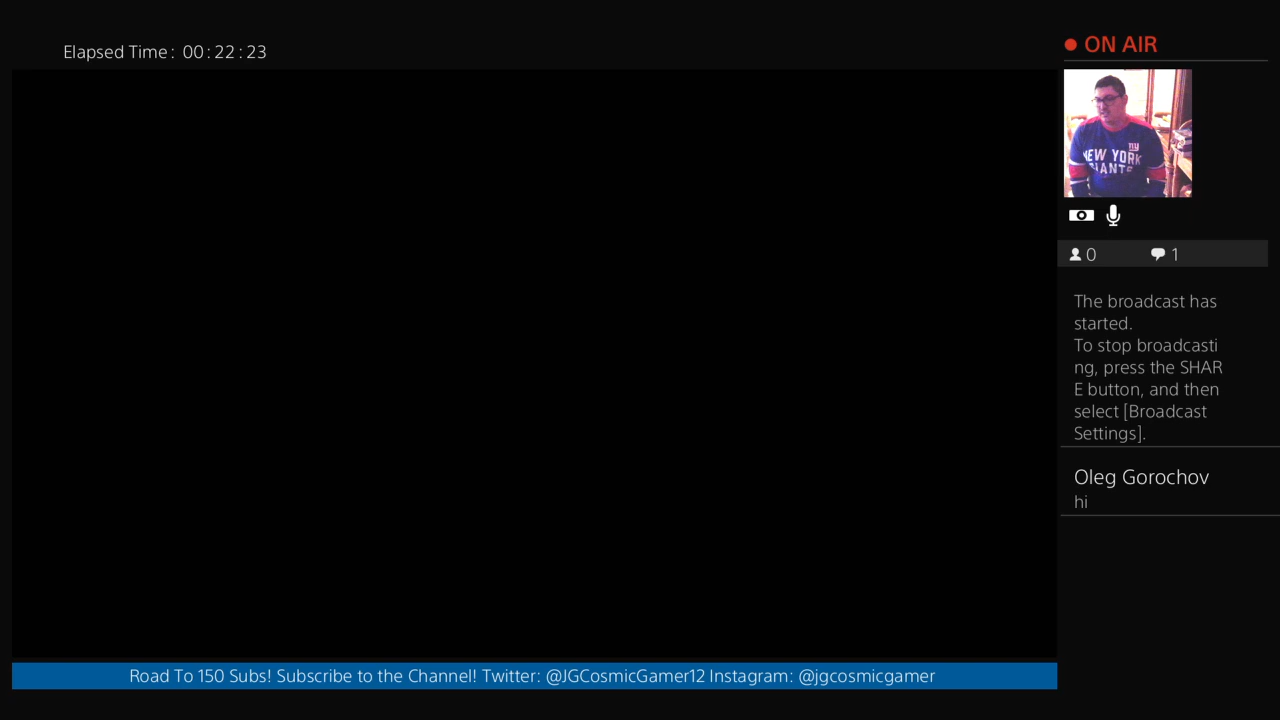 Elapsed Time: 00:22:23
ON AIR
ny
NEW YORK
GIANTS
0
1
The broadcast has
started.
To stop broadcasti
ng, press the SHAR
E button, and then
select [Broadcast
Settings].
Oleg Gorochov
hi
Road To 150 Subs! Subscribe to the Channel! Twitter: @JGCosmicGamer12 Instagram: @jgcosmicgamer